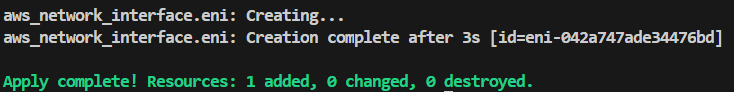 aws_network_interface.eni: Creating...
aws_network_interface.eni: Creation complete after 3s [id=eni-042a747ade34476bd]
Apply complete! Resources: 1 added, 0 changed, 0 destroyed.